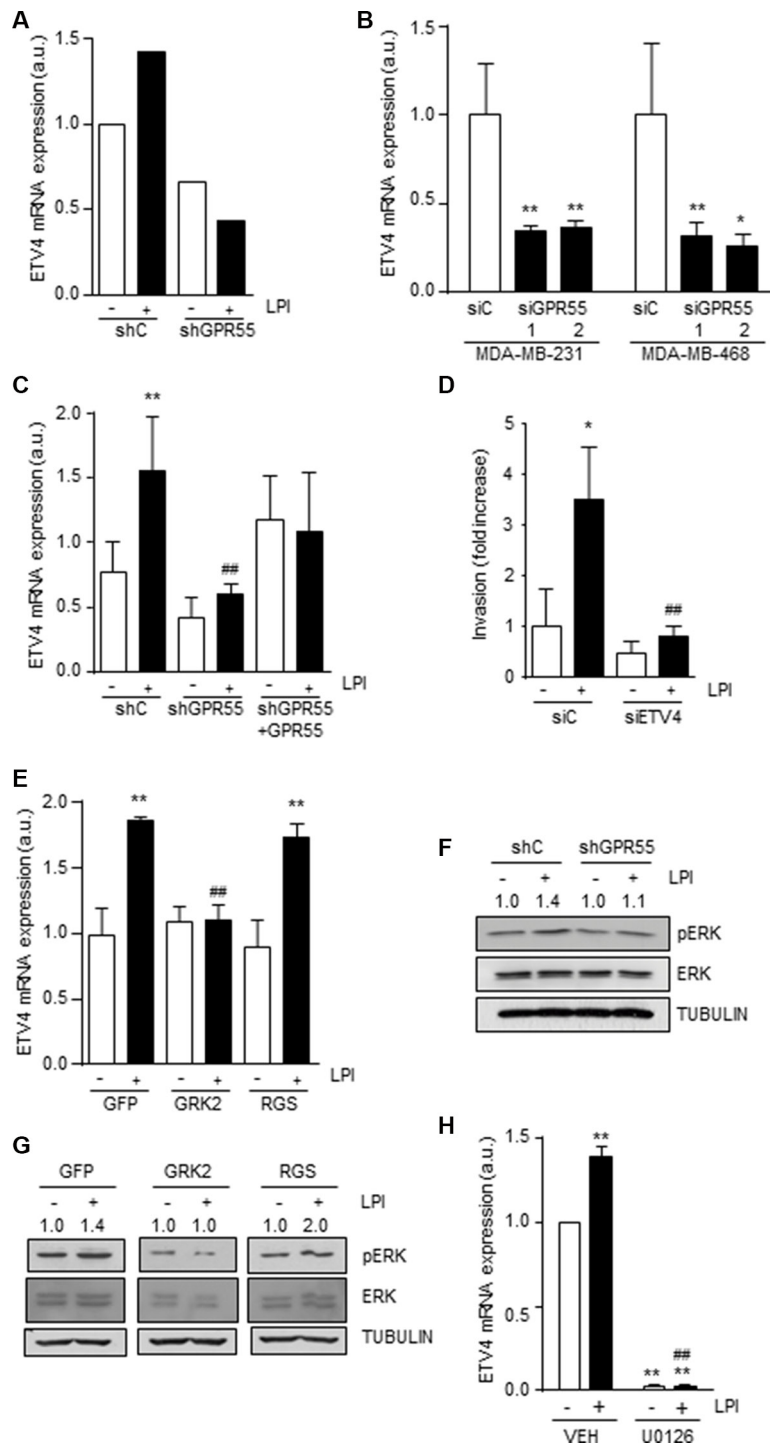 A
ETV4 mRNA expression (a.u.)
1.5
1.0
0.5
0.0
- + - + LPI
shC shGPR55
B
ETV4 mRNA expression (a.u.)
1.5
1.0
0.5
0.0
** ** ** *
siC siGPR55 siC siGPR55
1 2 1 2
MDA-MB-231 MDA-MB-468
C
ETV4 mRNA expression (a.u.)
2.0
1.5
1.0
0.5
0.0
**
##
- + - + - + LPI
shC shGPR55 shGPR55
+GPR55
D
Invasion (fold increase)
5
4
3
2
1
0
*
##
- + - + LPI
siC siETV4
E
ETV4 mRNA expression (a.u.)
2.0
1.5
1.0
0.5
0.0
** ## **
- + - + - + LPI
GFP GRK2 RGS
F
shC shGPR55
- + - + LPI
1.0 1.4 1.0 1.1
pERK
ERK
TUBULIN
G
GFP GRK2 RGS
- + - + - + LPI
1.0 1.4 1.0 1.0 1.0 2.0
pERK
ERK
TUBULIN
H
ETV4 mRNA expression (a.u.)
1.5
1.0
0.5
0.0
**
##
** **
- + - + LPI
VEH U0126